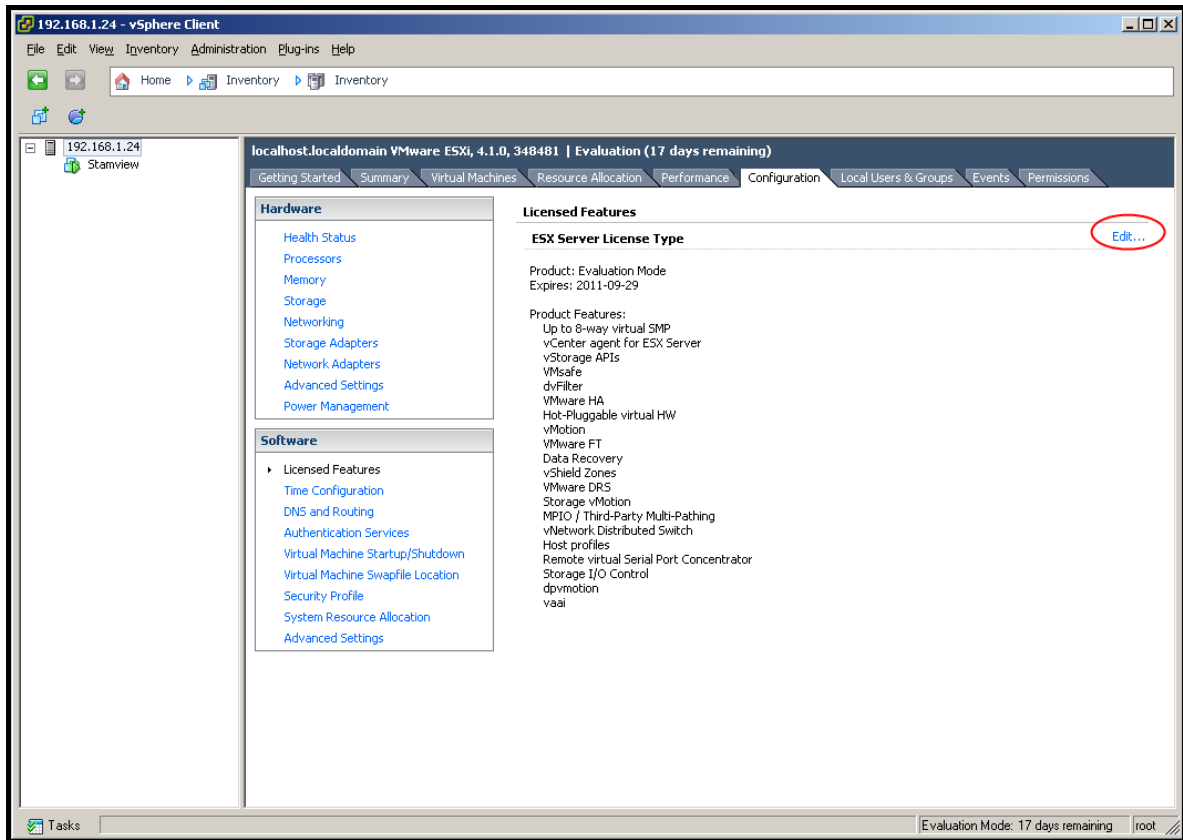 192.168.1.24 - vSphere Client
File Edit View Inventory Administration Plug-ins Help
Home Inventory Inventory
192.168.1.24
Stamview
localhost.localdomain VMware ESXi, 4.1.0, 348481 | Evaluation (17 days remaining)
Getting Started Summary Virtual Machines Resource Allocation Performance Configuration Local Users & Groups Events Permissions
Hardware
Health Status
Processors
Memory
Storage
Networking
Storage Adapters
Network Adapters
Advanced Settings
Power Management
Software
Licensed Features
Time Configuration
DNS and Routing
Authentication Services
Virtual Machine Startup/Shutdown
Virtual Machine Swapfile Location
Security Profile
System Resource Allocation
Advanced Settings
Licensed Features
ESX Server License Type
Edit...
Product: Evaluation Mode
Expires: 2011-09-29
Product Features:
Up to 8-way virtual SMP
vCenter agent for ESX Server
vStorage APIs
VMsafe
dvFilter
VMware HA
Hot-Pluggable virtual HW
vMotion
VMware FT
Data Recovery
vShield Zones
VMware DRS
Storage vMotion
MPIO / Third-Party Multi-Pathing
vNetwork Distributed Switch
Host profiles
Remote virtual Serial Port Concentrator
Storage I/O Control
dpvmotion
vaai
Tasks
Evaluation Mode: 17 days remaining
root